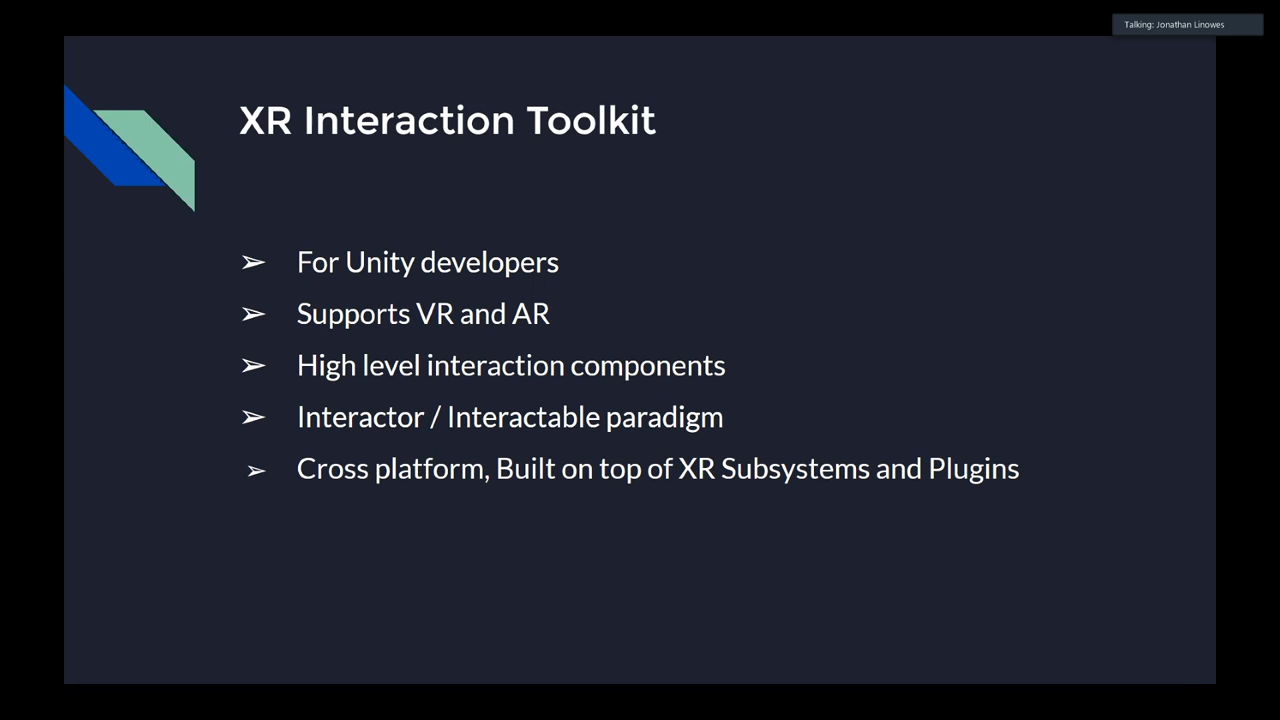 Talking: Jonathan Linowes
XR Interaction Toolkit
➢ For Unity developers
➢ Supports VR and AR
➢ High level interaction components
➢ Interactor / Interactable paradigm
➢ Cross platform, Built on top of XR Subsystems and Plugins